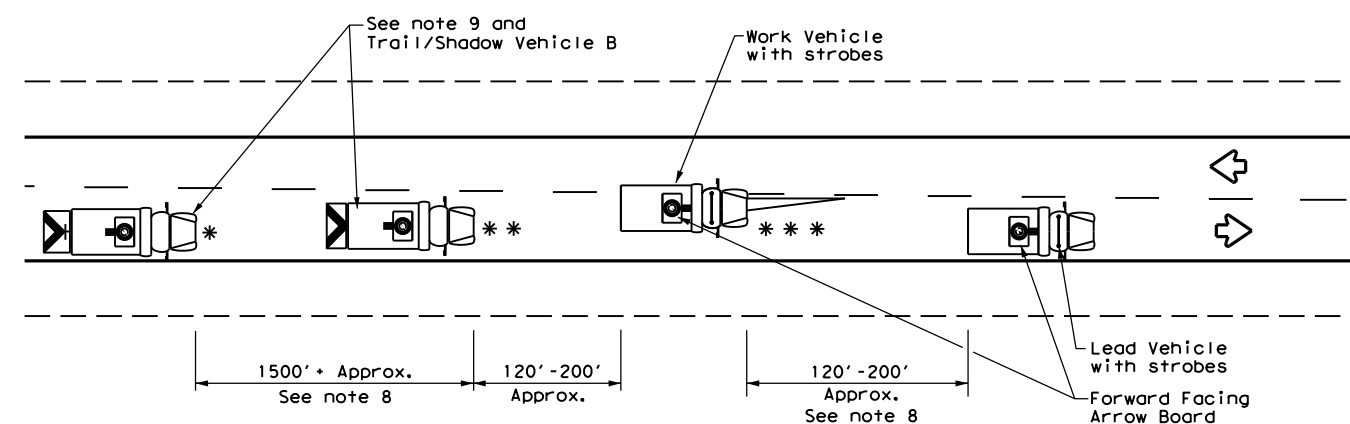 See note 9 and
Trail/Shadow Vehicle B
Work Vehicle
with strobes
*
* *
* * *
1500'+ Approx.
See note 8
120'-200'
Approx.
120'-200'
Approx.
See note 8
Lead Vehicle
with strobes
Forward Facing
Arrow Board